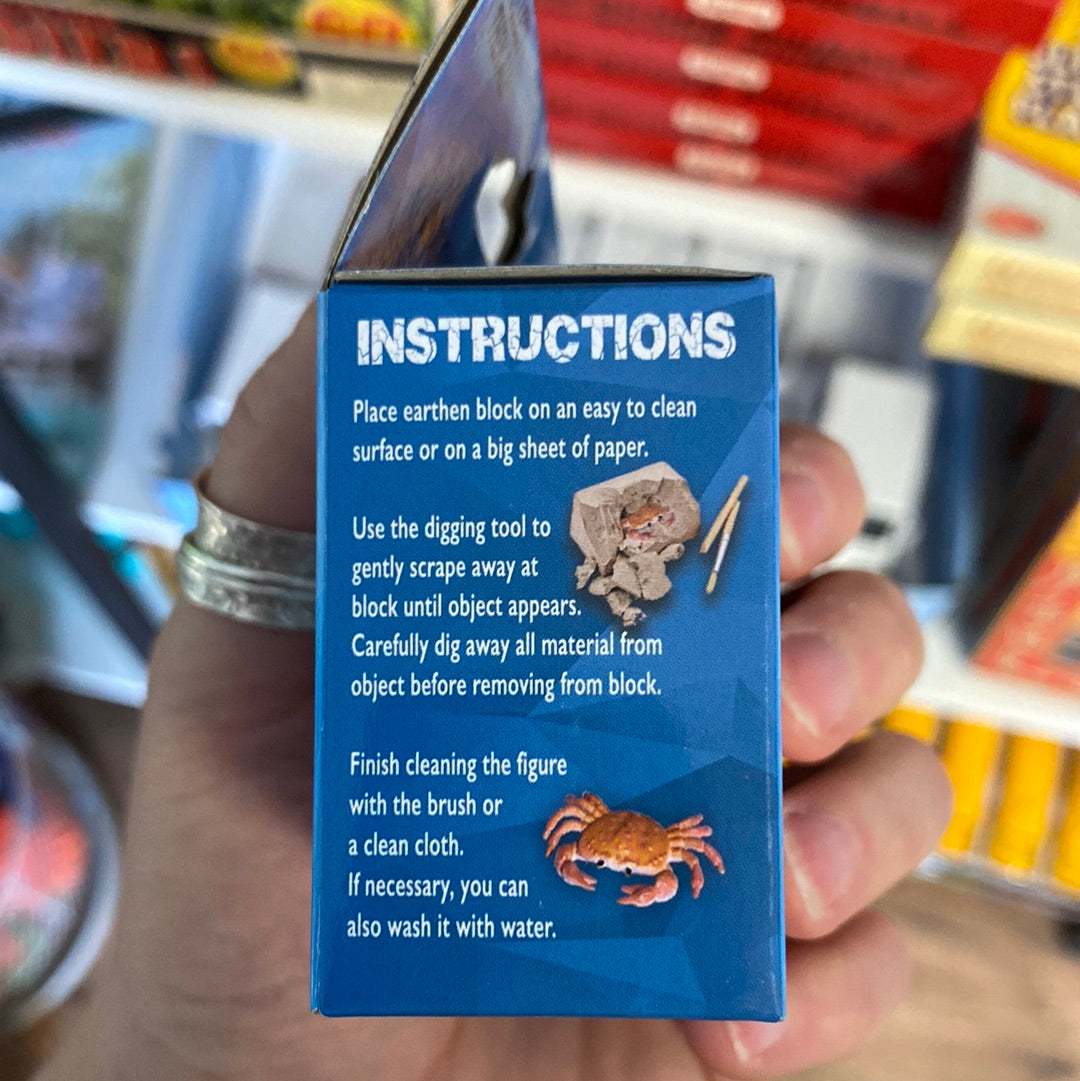 INSTRUCTIONS
Place earthen block on an easy to clean
surface or on a big sheet of paper.
Use the digging tool to
gently scrape away at
block until object appears.
Carefully dig away all material from
object before removing from block.
Finish cleaning the figure
with the brush or
a clean cloth.
If necessary, you can
also wash it with water.